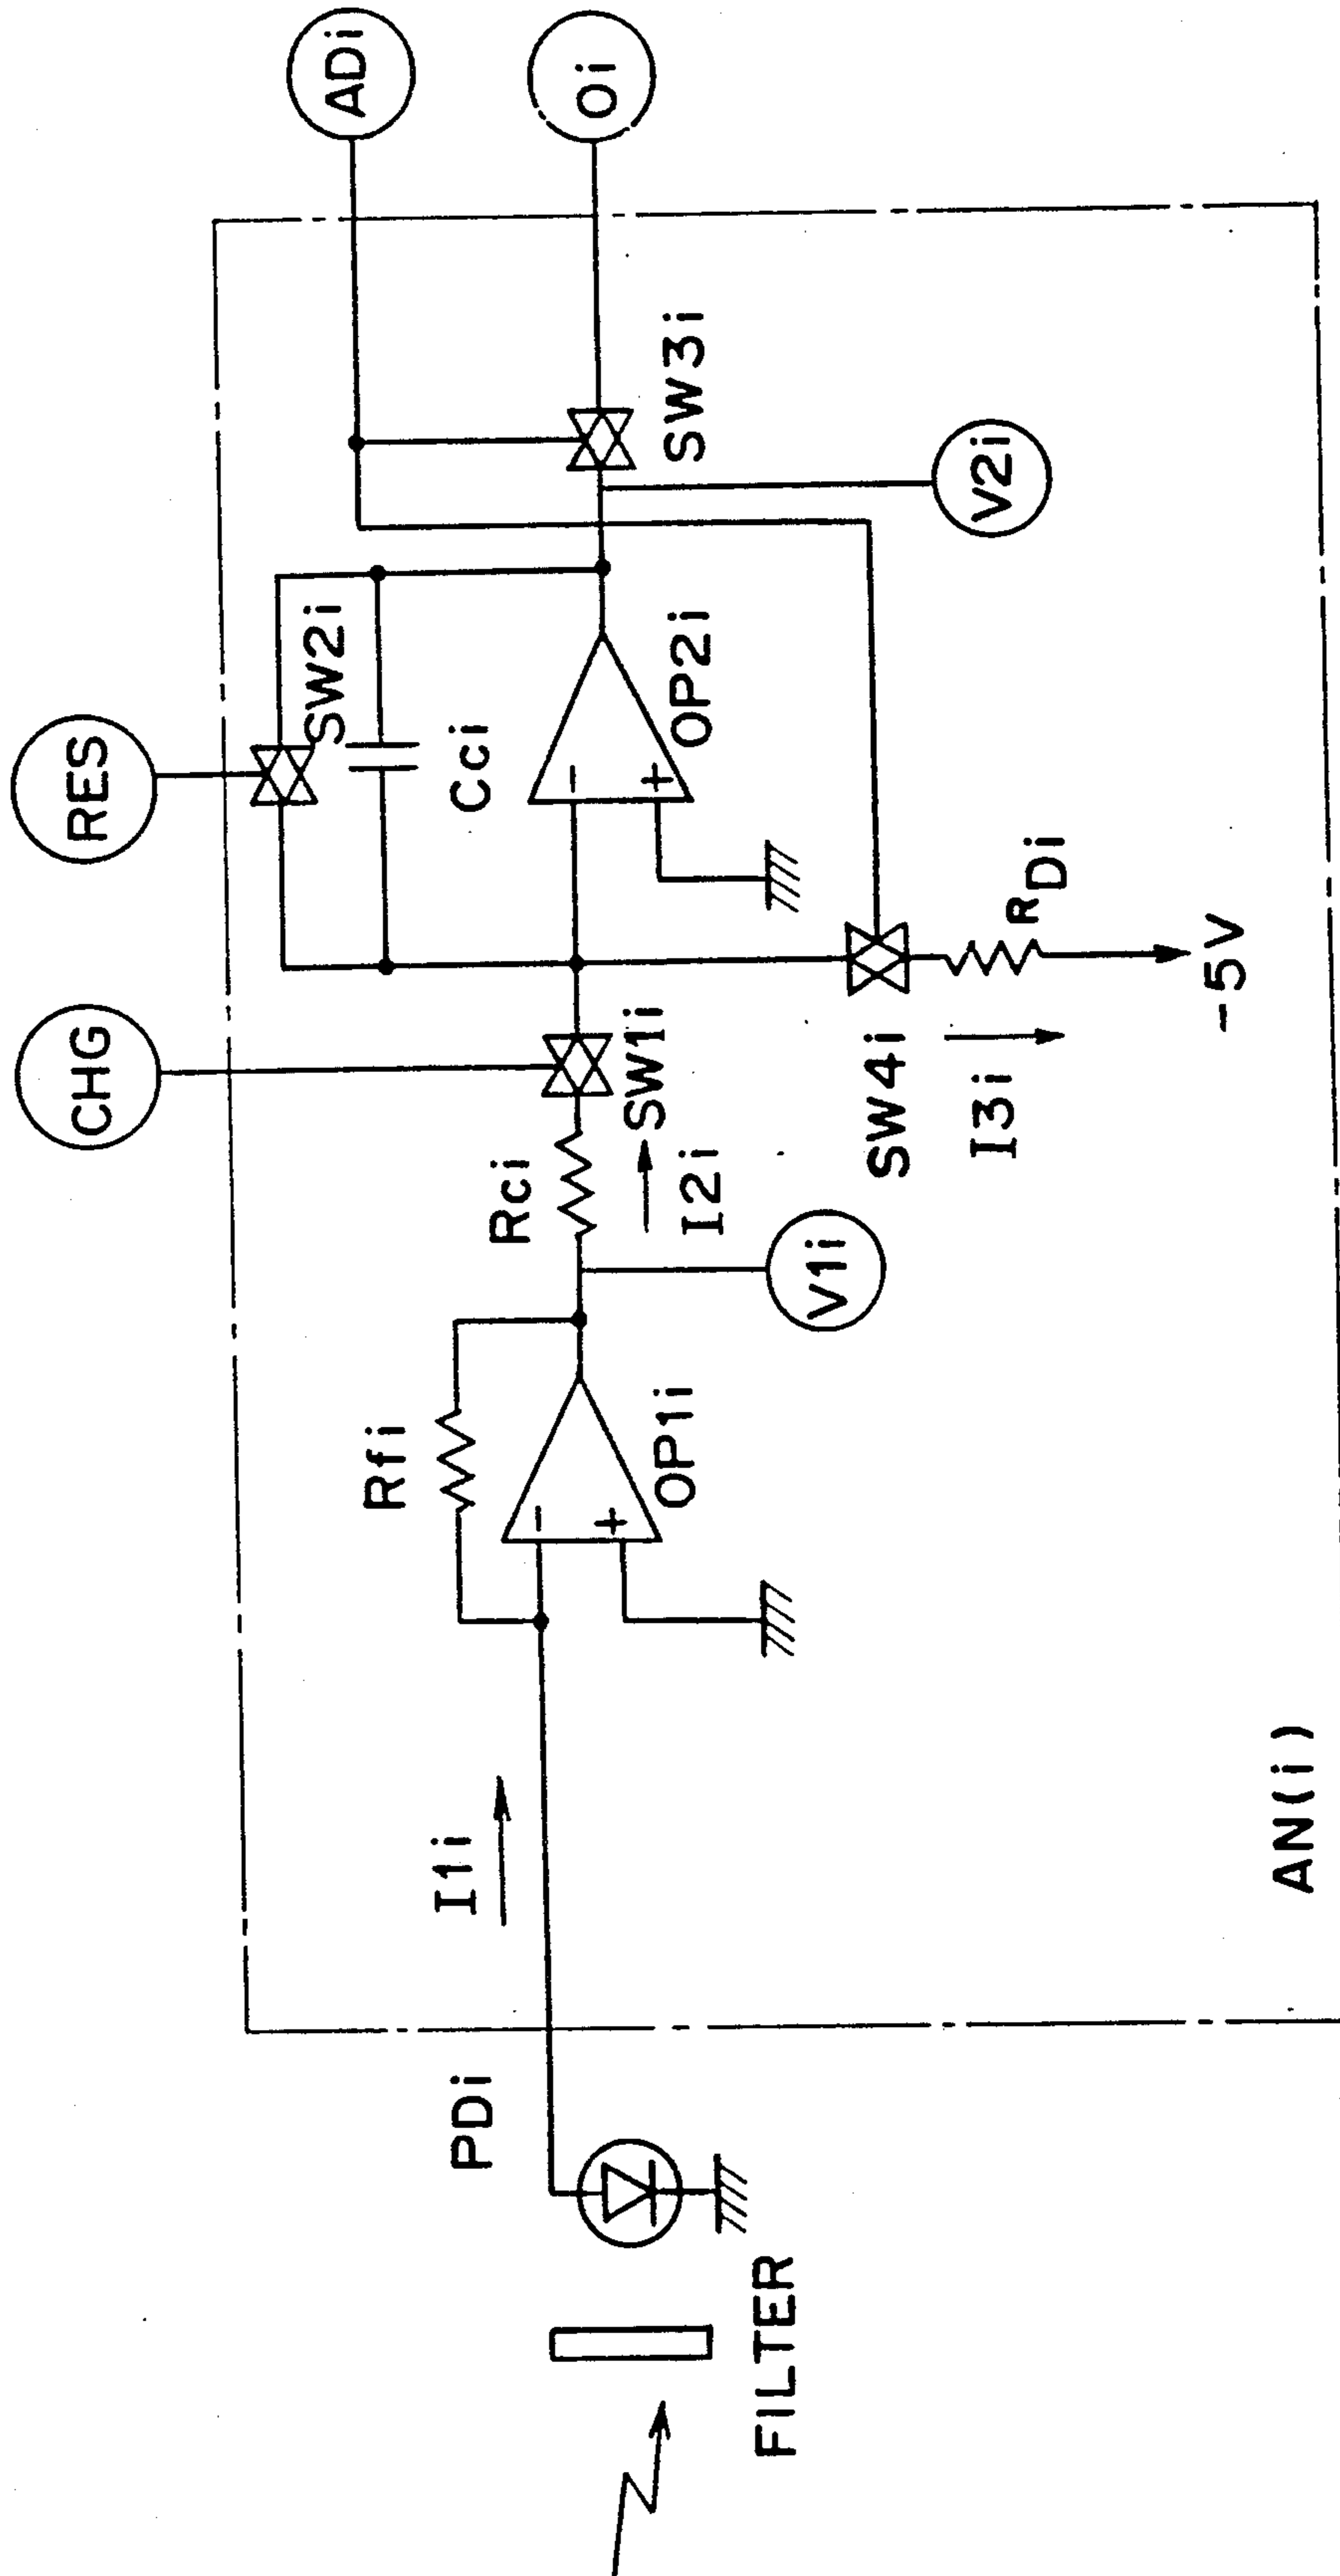 ADi
Oi
RES
SW2i
Cci
SW3i
OP2i
V2i
CHG
SW1i
Rci
I2i
SW4i
RDi
I3i
-5V
V1i
Rfi
OP1i
I1i
AN(i)
PDi
FILTER
-
+
-
+